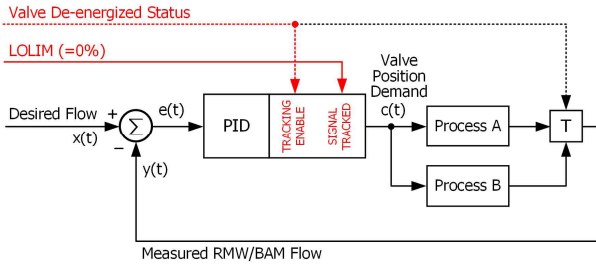 Valve De-energized Status
LOLIM (=0%)
Valve
Position
Demand
Desired Flow
+
Σ
e(t)
PID
TRACKING
ENABLE
SIGNAL
TRACKED
c(t)
Process A
T
x(t)
−
y(t)
Process B
Measured RMW/BAM Flow